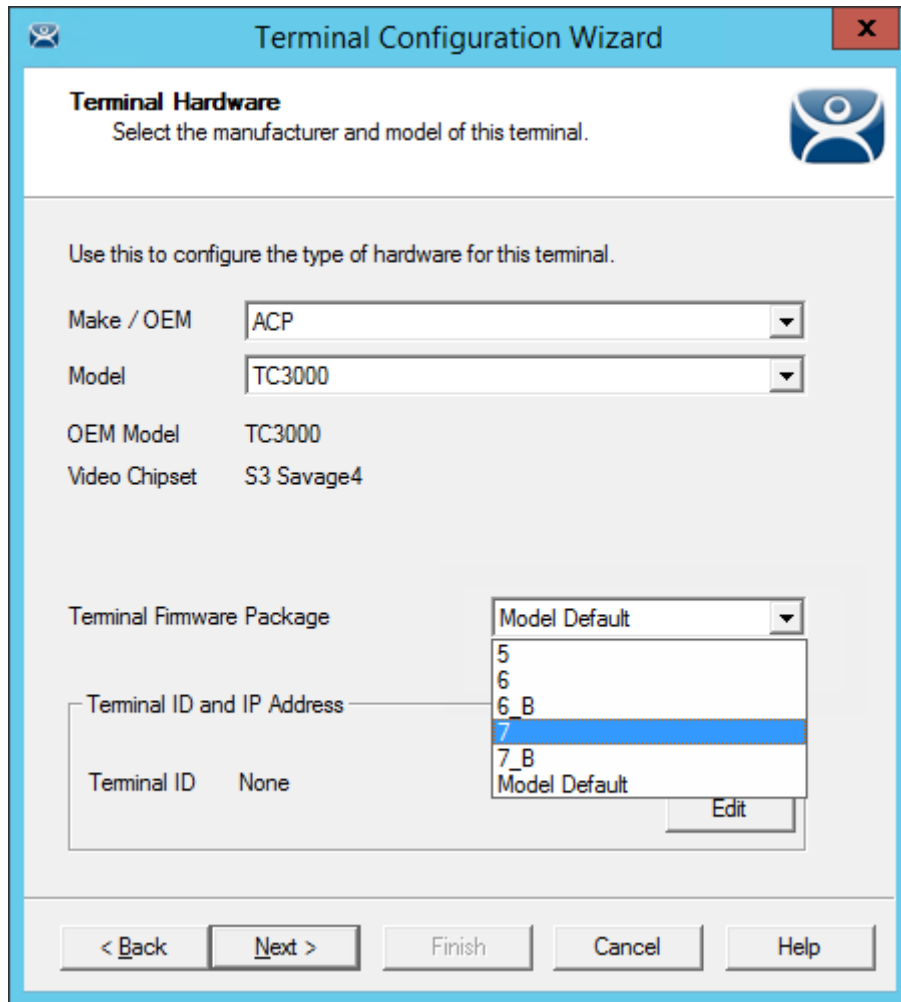 Terminal Configuration Wizard
x
Terminal Hardware
Select the manufacturer and model of this terminal.
Use this to configure the type of hardware for this terminal.
Make / OEM ACP
Model TC3000
OEM Model TC3000
Video Chipset S3 Savage4
Terminal Firmware Package Model Default
5
6
6_B
7
7_B
Model Default
Terminal ID and IP Address
Terminal ID None
Edit
< Back Next > Finish Cancel Help